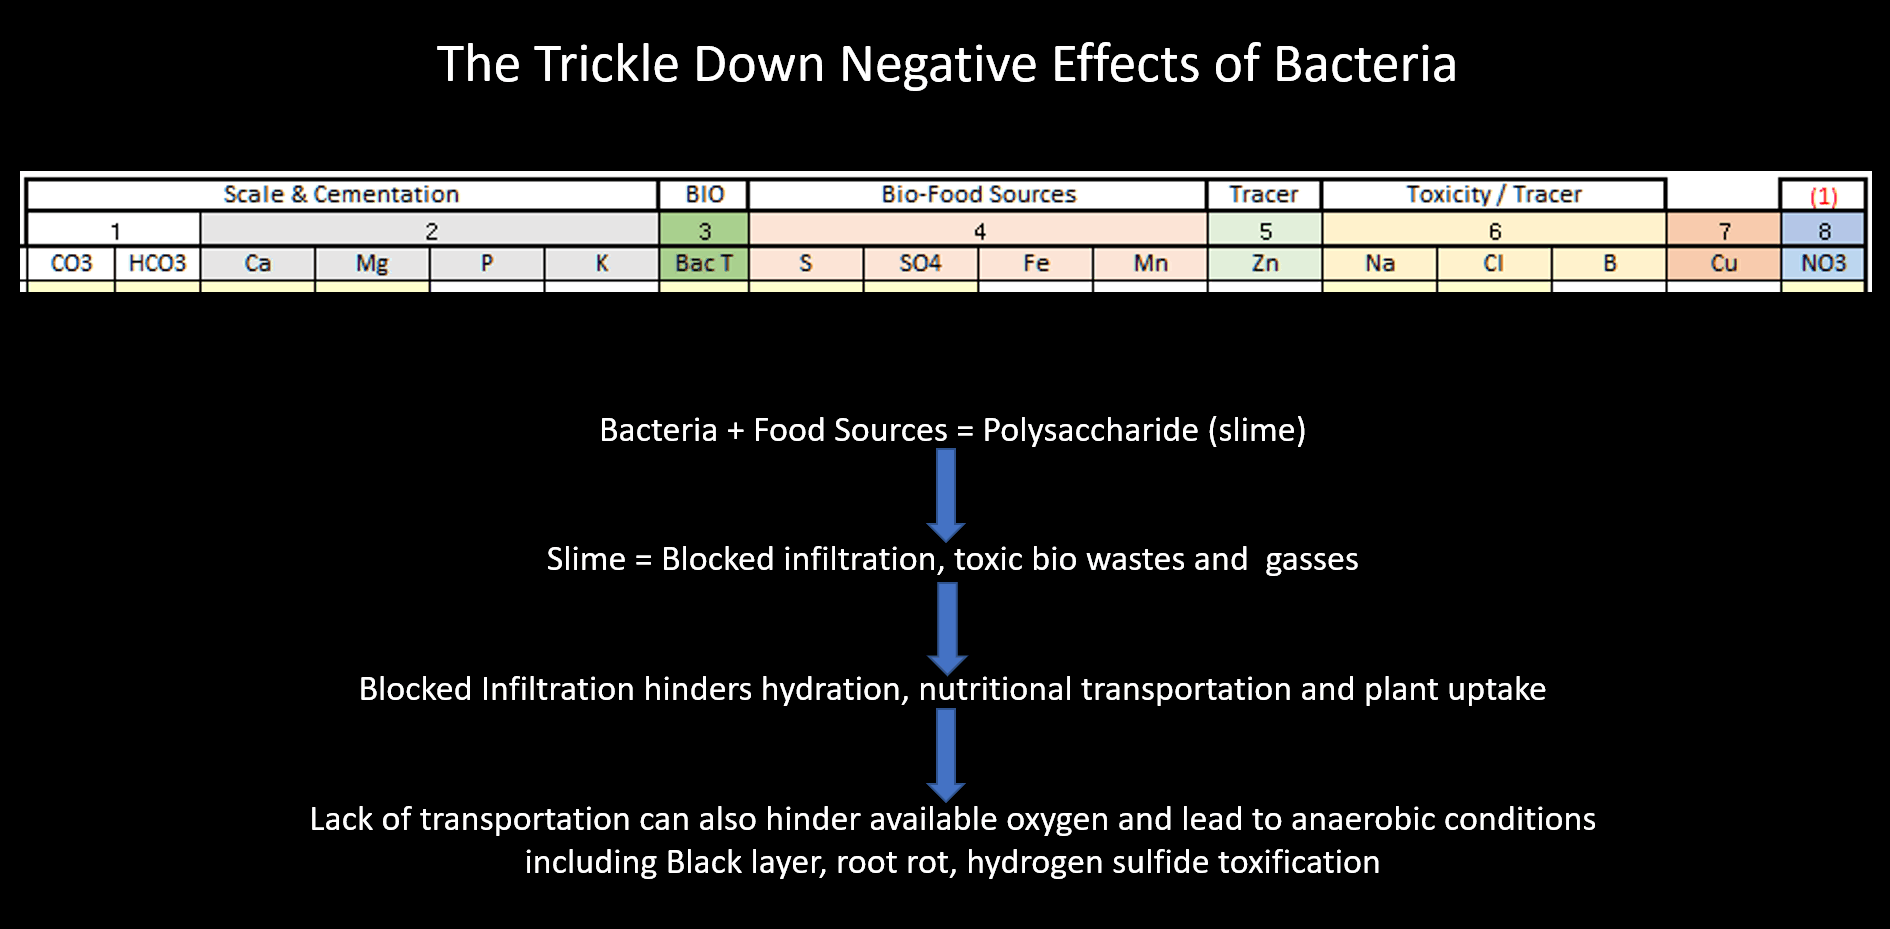 The Trickle Down Negative Effects of Bacteria
Scale & Cementation BIO Bio-Food Sources Tracer Toxicity / Tracer (1)
1 2 3 4 5 6 7 8
CO3 HCO3 Ca Mg P K Bac T S SO4 Fe Mn Zn Na Cl B Cu NO3
Bacteria + Food Sources = Polysaccharide (slime)
Slime = Blocked infiltration, toxic bio wastes and gasses
Blocked Infiltration hinders hydration, nutritional transportation and plant uptake
Lack of transportation can also hinder available oxygen and lead to anaerobic conditions
including Black layer, root rot, hydrogen sulfide toxification